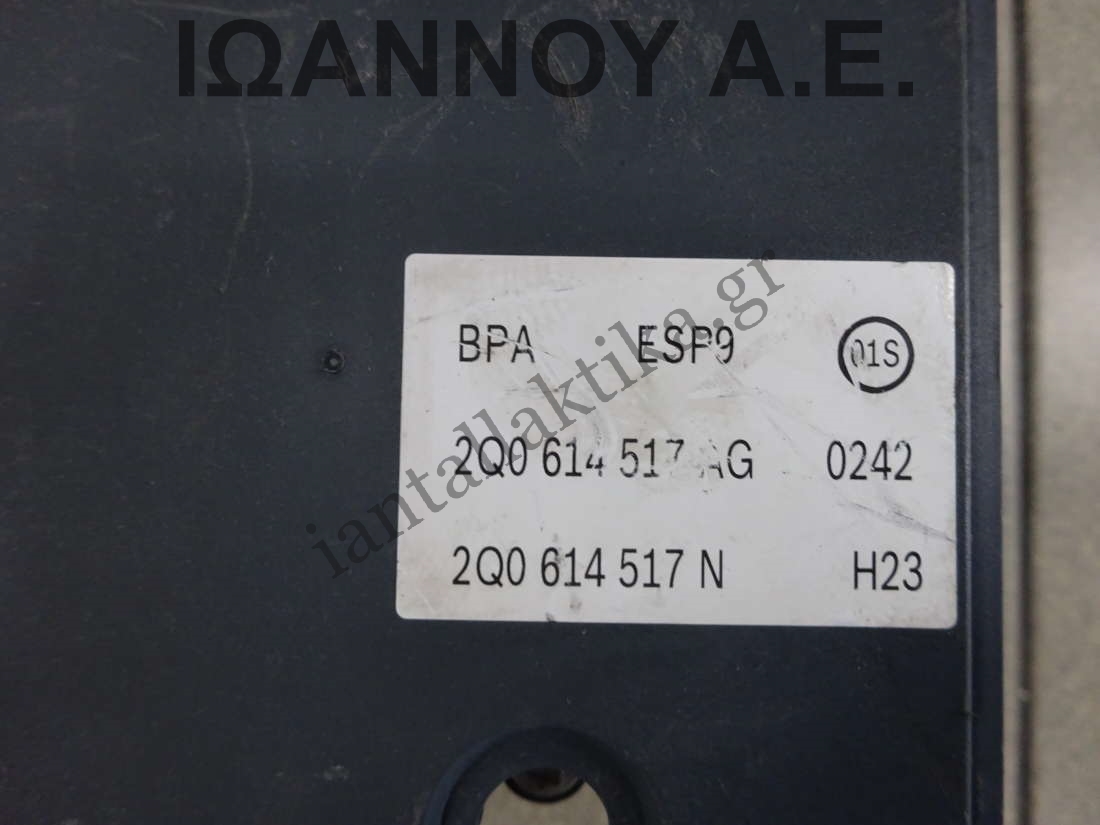 ΙΩΑΝΝΟΥ Α.Ε.
BPA ESP9 01S
2Q0 614 517 AG 0242
2Q0 614 517 N H23
iantallaktika.gr